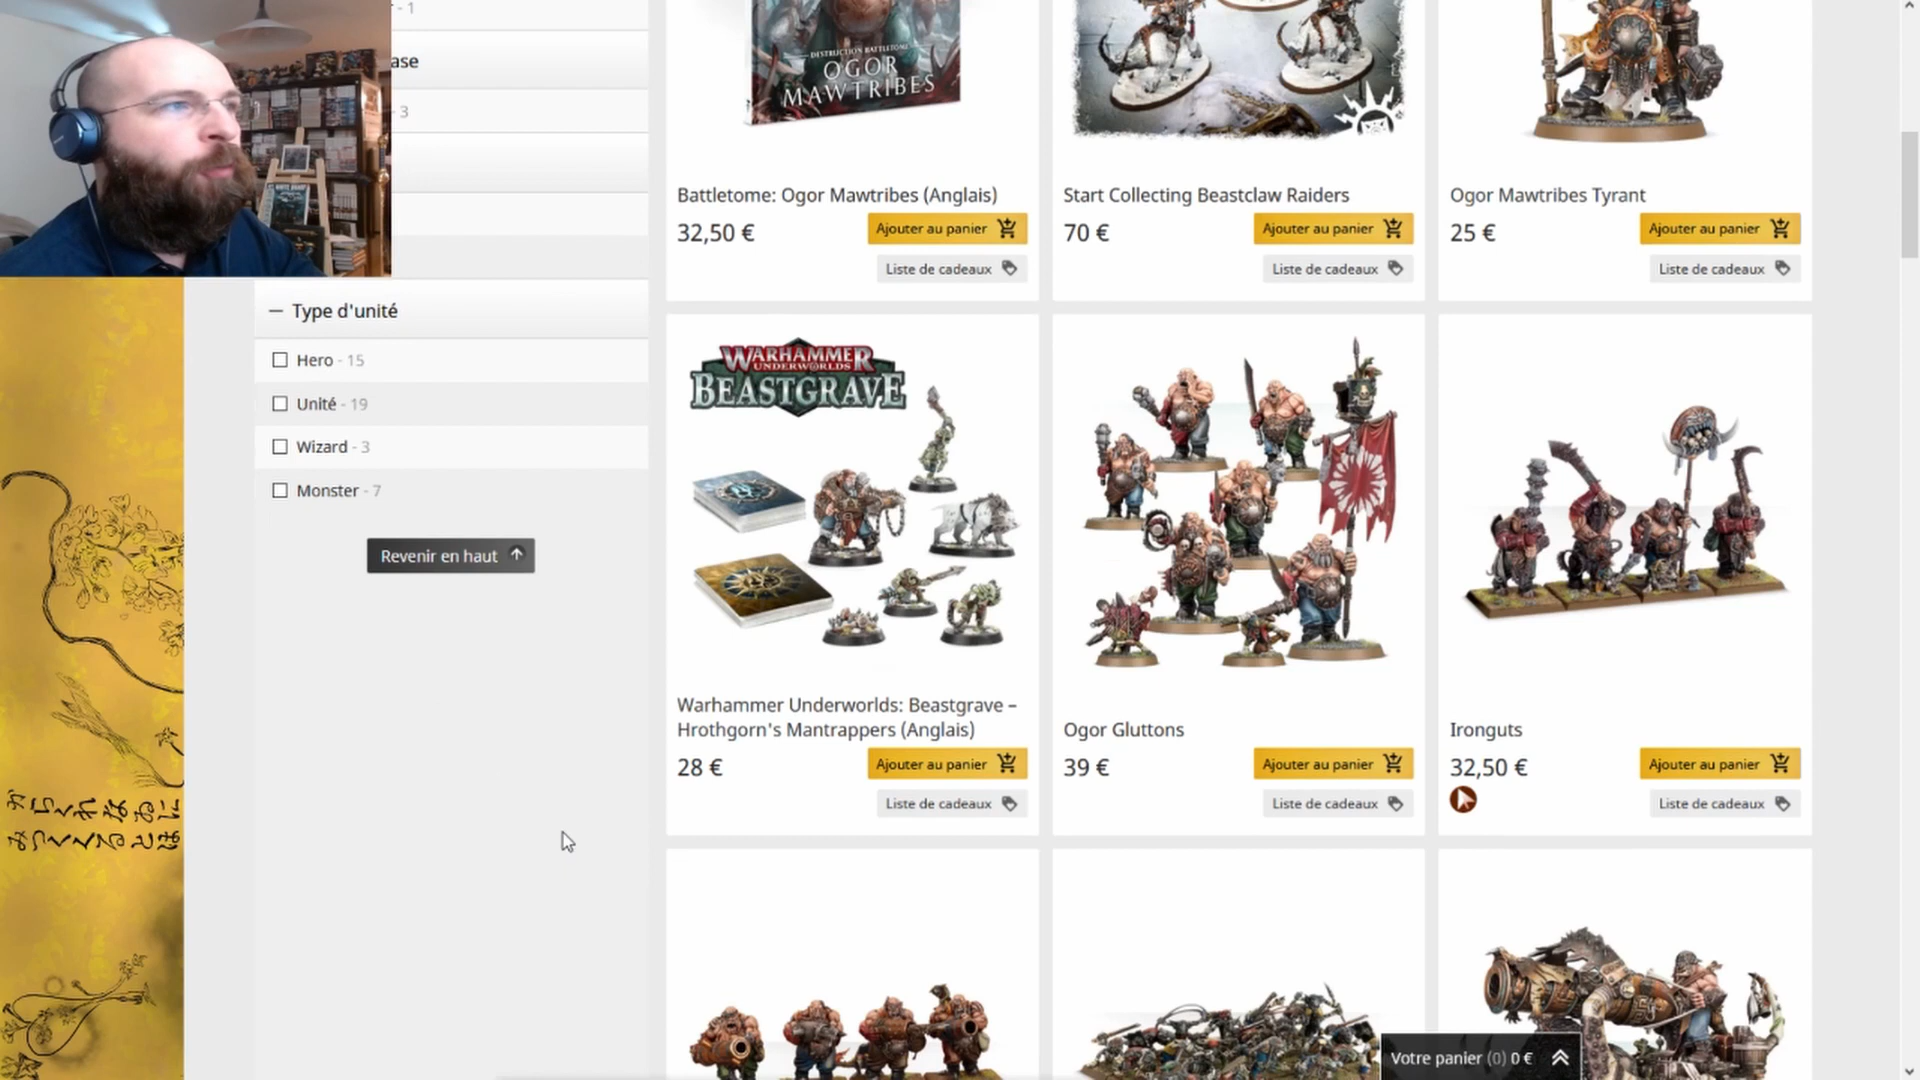 - 1
ase
- 3
— Type d'unité
Hero - 15
Unité - 19
Wizard - 3
Monster - 7
Revenir en haut
DESTRUCTION BATTLETOME
OGOR
MAWTRIBES
Battletome: Ogor Mawtribes (Anglais)
32,50 €
Ajouter au panier
Liste de cadeaux
Start Collecting Beastclaw Raiders
70 €
Ajouter au panier
Liste de cadeaux
Ogor Mawtribes Tyrant
25 €
Ajouter au panier
Liste de cadeaux
WARHAMMER
UNDERWORLDS
BEASTGRAVE
Warhammer Underworlds: Beastgrave –
Hrothgorn's Mantrappers (Anglais)
28 €
Ajouter au panier
Liste de cadeaux
Ogor Gluttons
39 €
Ajouter au panier
Liste de cadeaux
Ironguts
32,50 €
Ajouter au panier
Liste de cadeaux
Votre panier (0) 0 €